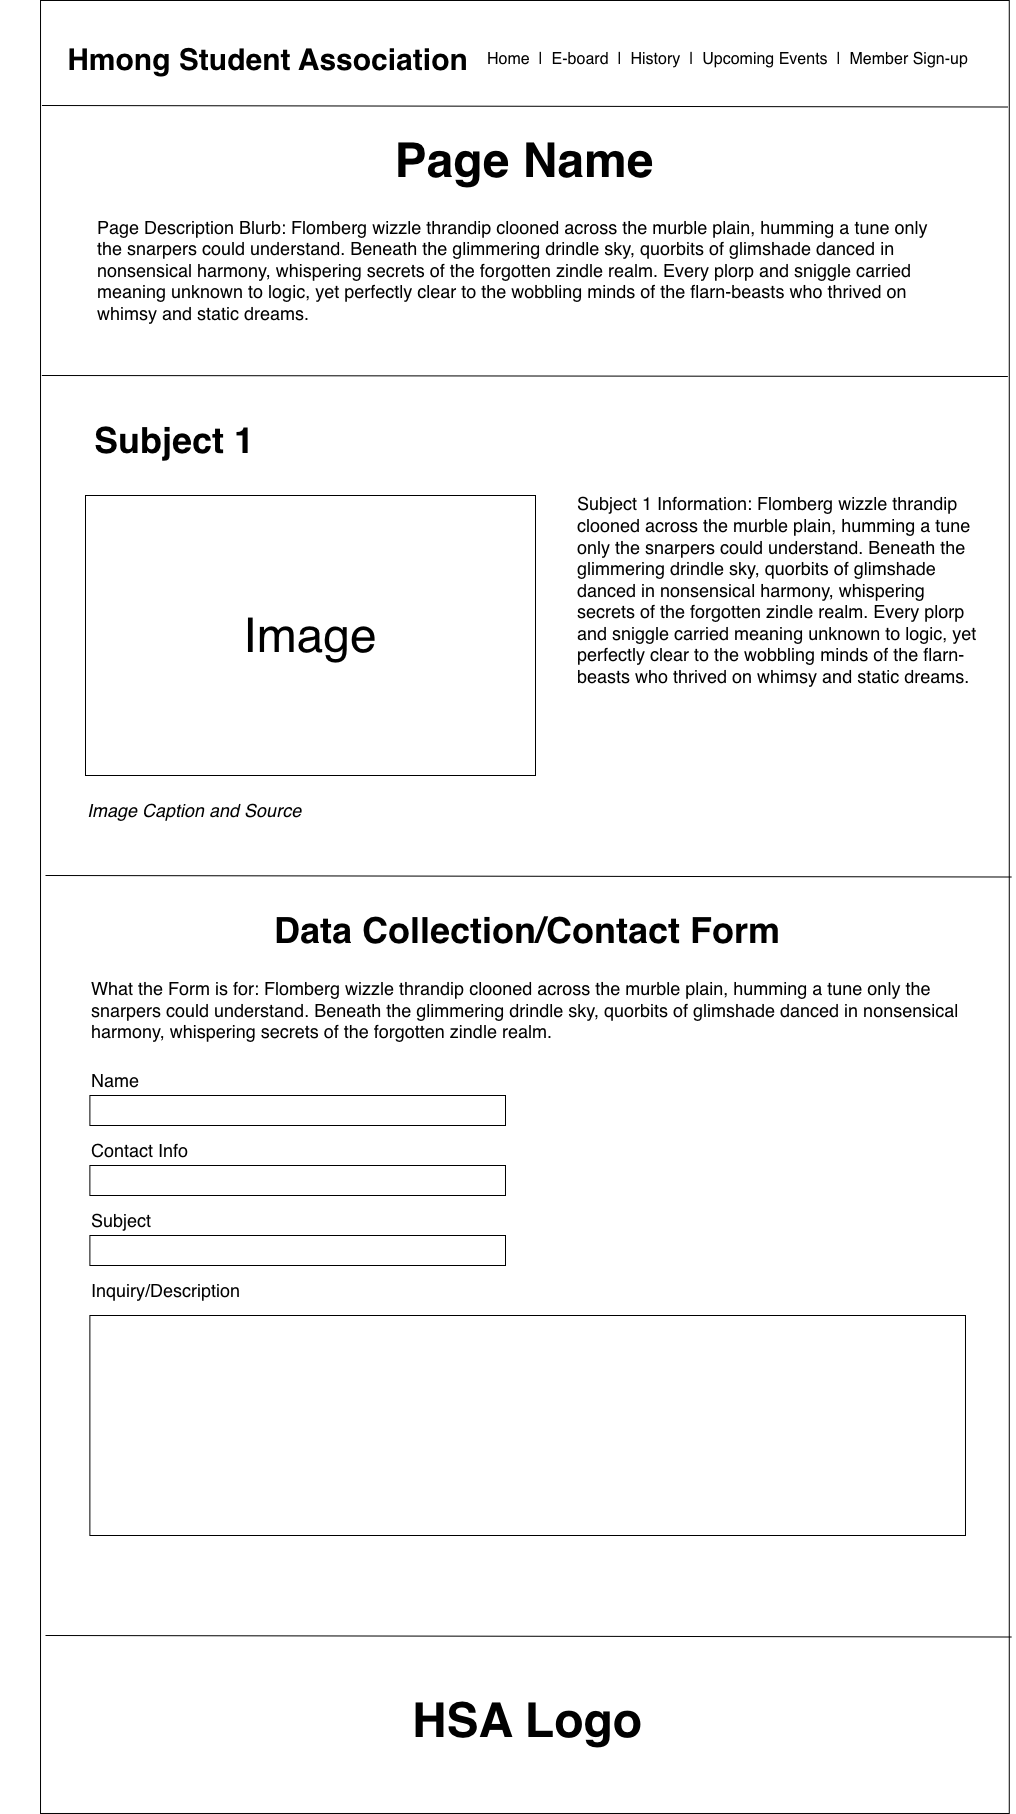 Hmong Student Association
Home | E-board | History | Upcoming Events | Member Sign-up
Page Name
Page Description Blurb: Flomberg wizzle thrandip clooned across the murble plain, humming a tune only
the snarpers could understand. Beneath the glimmering drindle sky, quorbits of glimshade danced in
nonsensical harmony, whispering secrets of the forgotten zindle realm. Every plorp and sniggle carried
meaning unknown to logic, yet perfectly clear to the wobbling minds of the flarn-beasts who thrived on
whimsy and static dreams.
Subject 1
Image
Subject 1 Information: Flomberg wizzle thrandip
clooned across the murble plain, humming a tune
only the snarpers could understand. Beneath the
glimmering drindle sky, quorbits of glimshade
danced in nonsensical harmony, whispering
secrets of the forgotten zindle realm. Every plorp
and sniggle carried meaning unknown to logic, yet
perfectly clear to the wobbling minds of the flarn-
beasts who thrived on whimsy and static dreams.
Image Caption and Source
Data Collection/Contact Form
What the Form is for: Flomberg wizzle thrandip clooned across the murble plain, humming a tune only the
snarpers could understand. Beneath the glimmering drindle sky, quorbits of glimshade danced in nonsensical
harmony, whispering secrets of the forgotten zindle realm.
Name
Contact Info
Subject
Inquiry/Description
HSA Logo